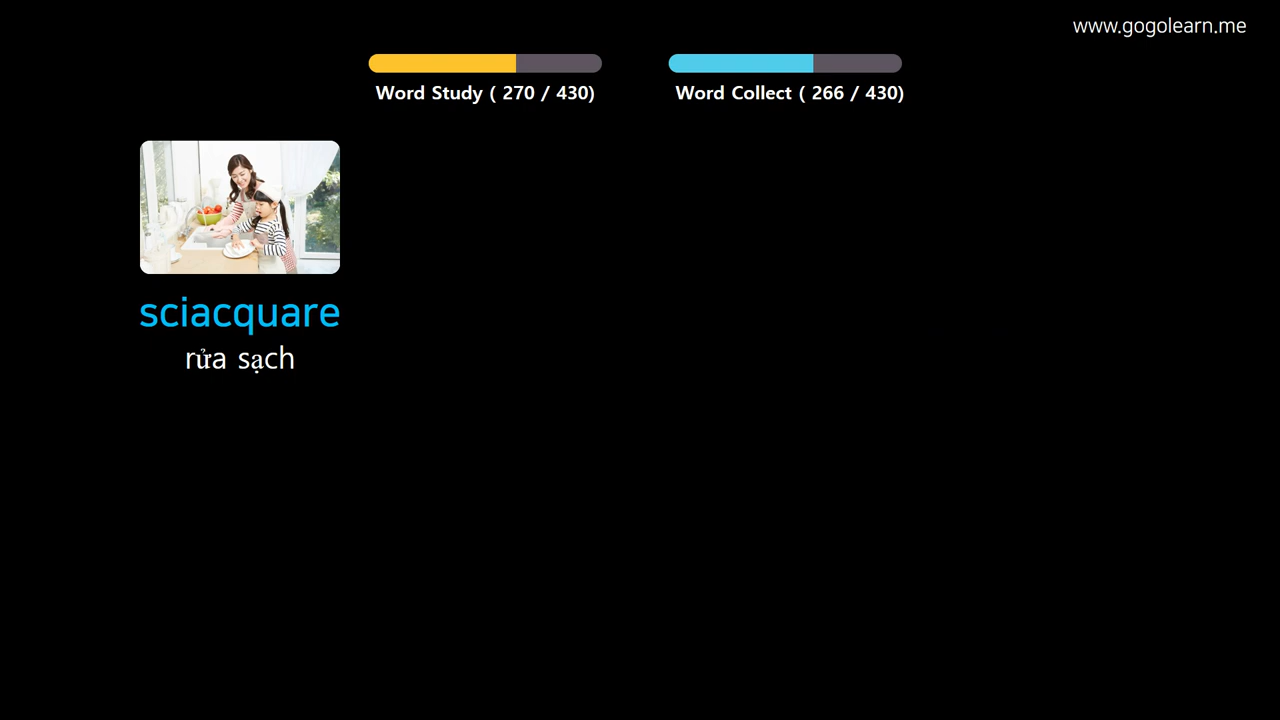 www.gogolearn.me
Word Study ( 270 / 430)
Word Collect ( 266 / 430)
sciacquare
rửa sạch